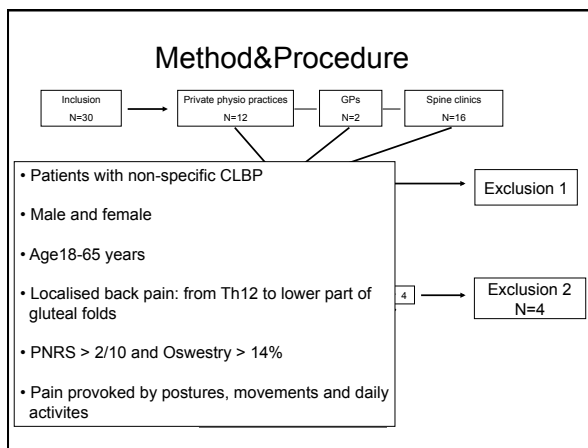 Method&Procedure
Inclusion
N=30
Private physio practices
N=12
GPs
N=2
Spine clinics
N=16
• Patients with non-specific CLBP
• Male and female
• Age18-65 years
• Localised back pain: from Th12 to lower part of
gluteal folds
• PNRS > 2/10 and Oswestry > 14%
• Pain provoked by postures, movements and daily
activites
Exclusion 1
4
Exclusion 2
N=4